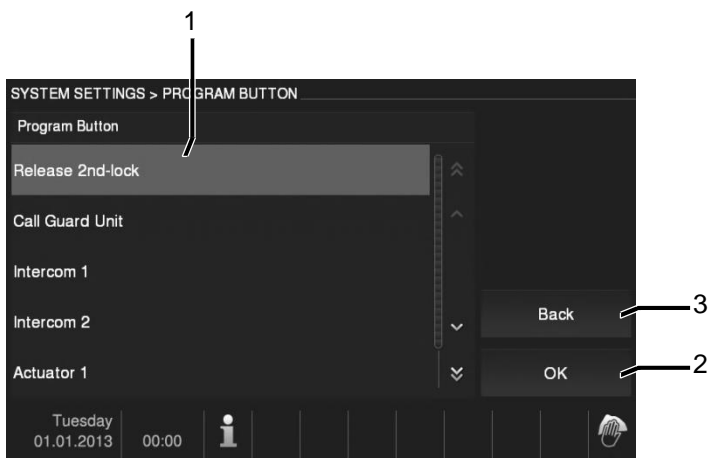 1
SYSTEM SETTINGS > PROGRAM BUTTON
Program Button
Release 2nd-lock
Call Guard Unit
Intercom 1
Intercom 2
Actuator 1
Back
3
OK
2
Tuesday
01.01.2013
00:00
i